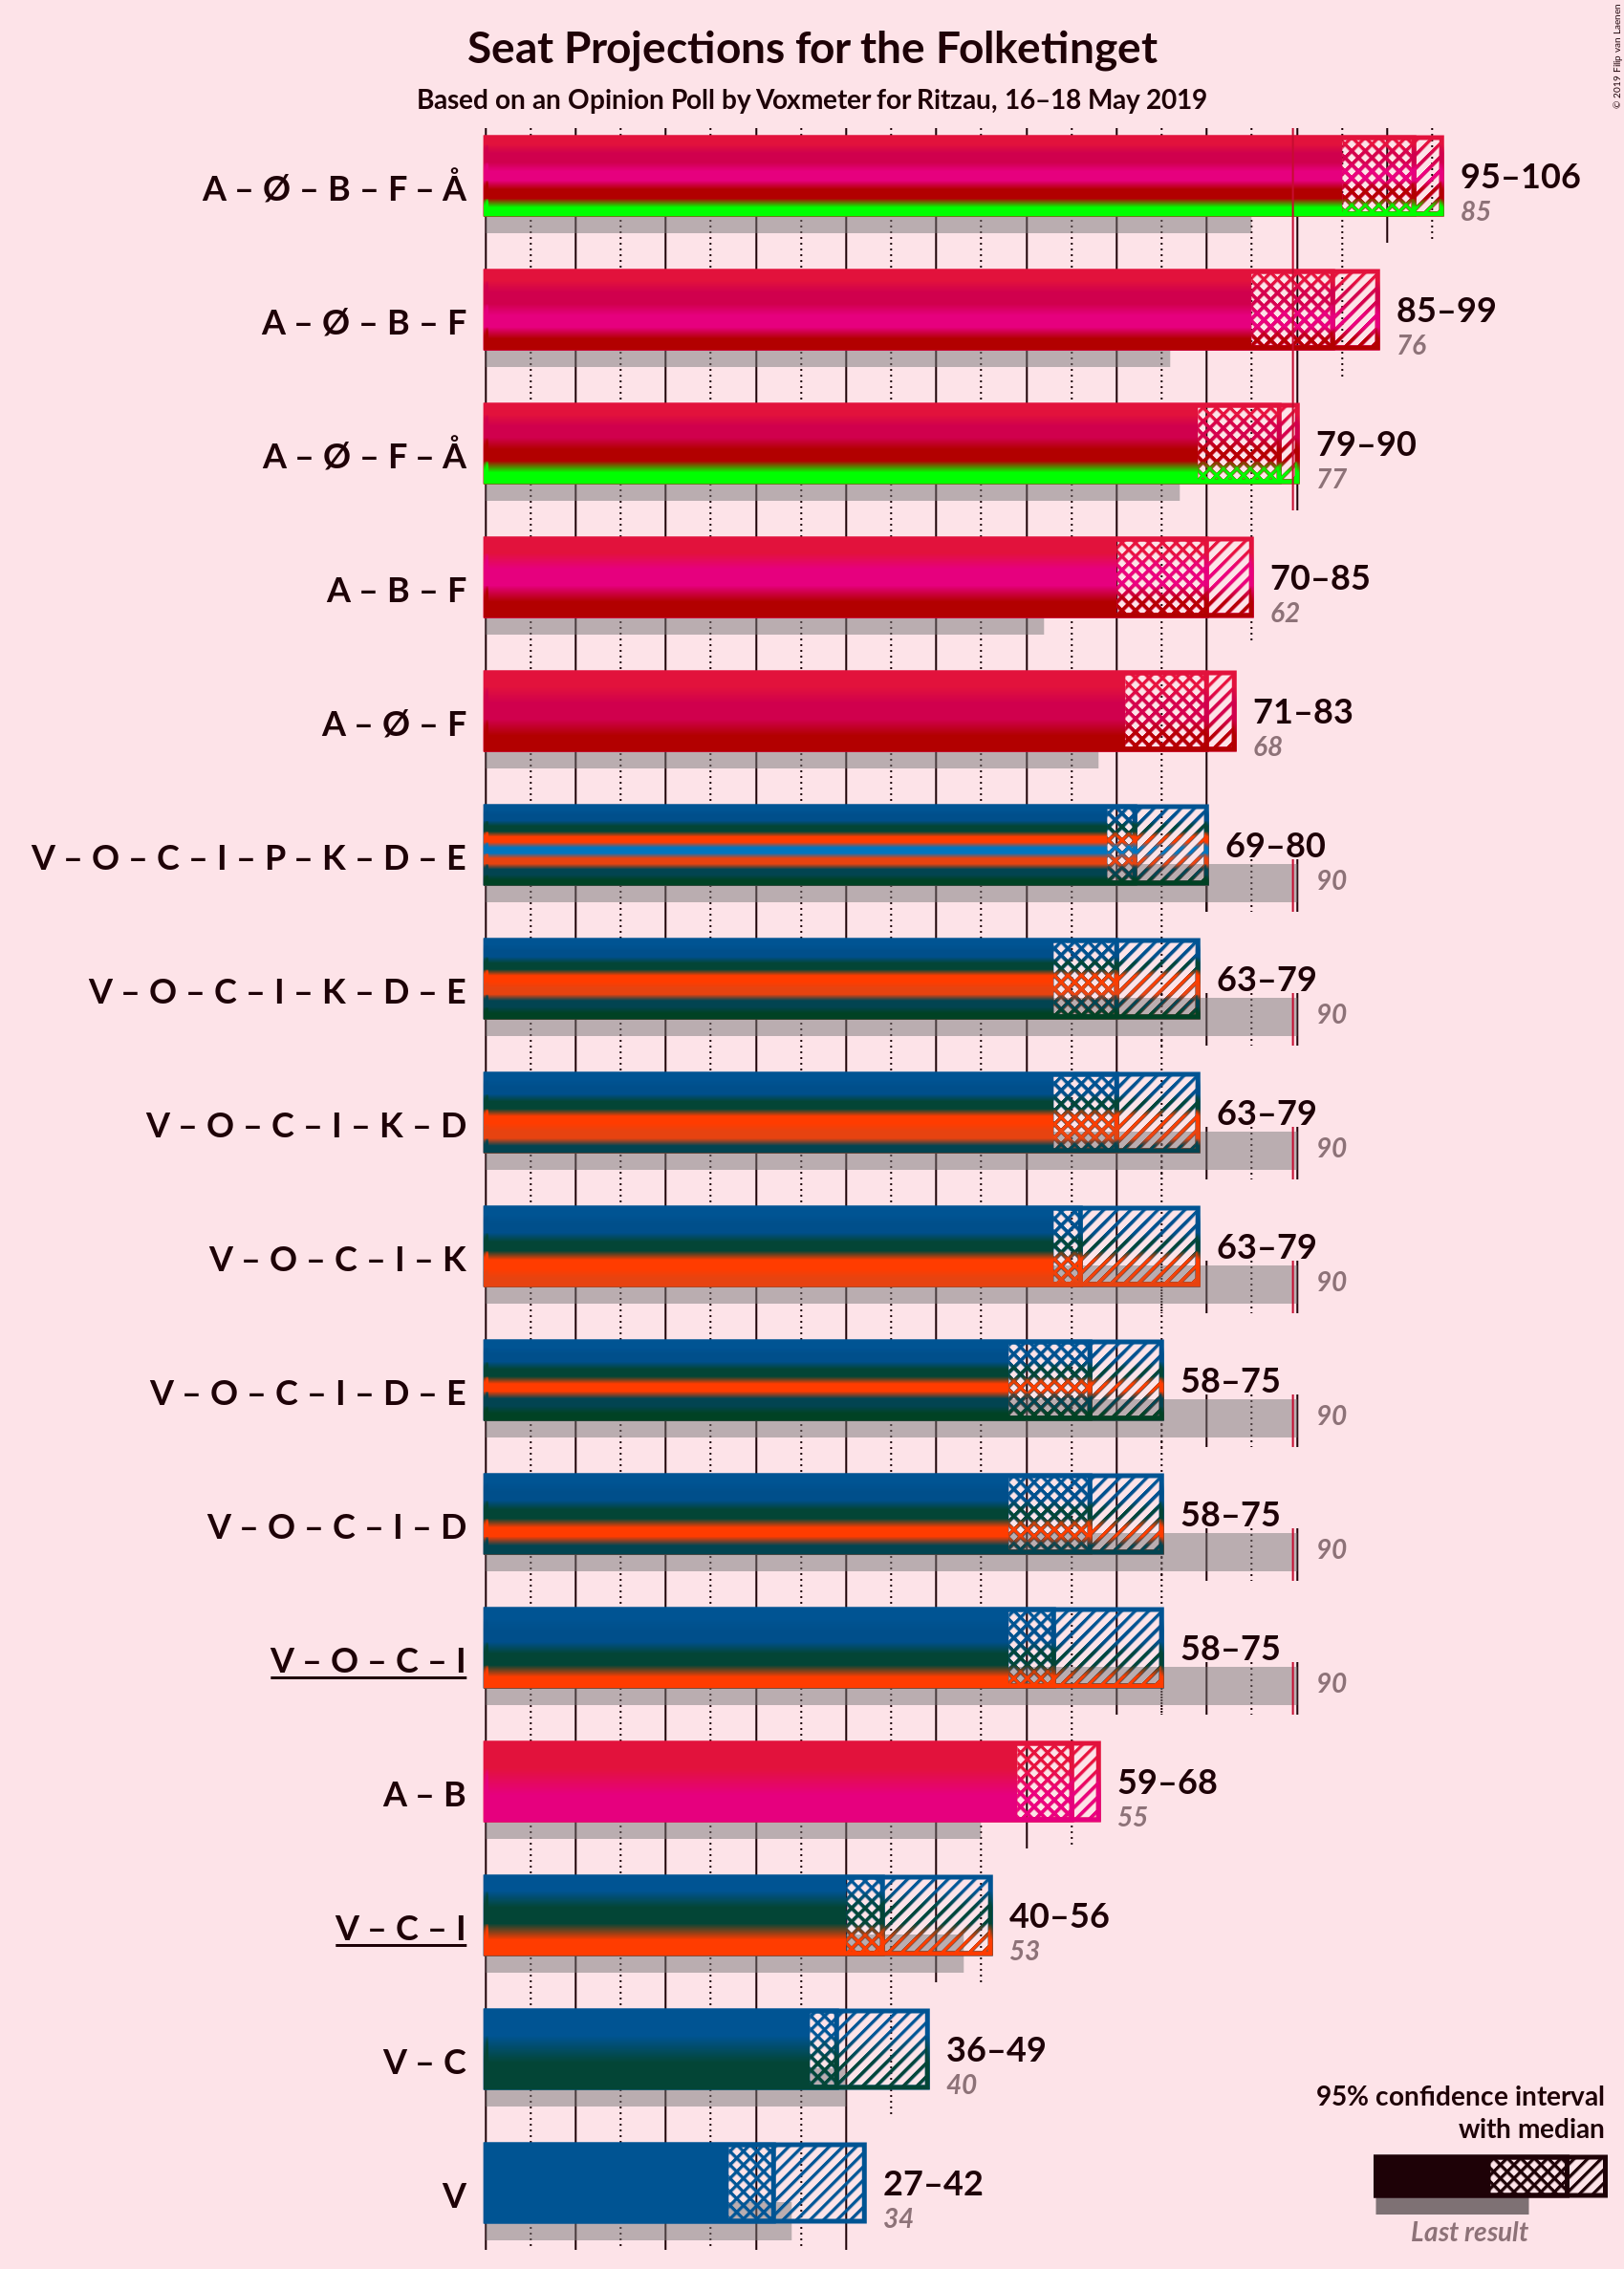 Seat Projections for the Folketinget
Based on an Opinion Poll by Voxmeter for Ritzau, 16–18 May 2019
© 2019 Filip van Laenen
A – Ø – B – F – Å
95–106
85
A – Ø – B – F
85–99
76
A – Ø – F – Å
79–90
77
A – B – F
70–85
62
A – Ø – F
71–83
68
V – O – C – I – P – K – D – E
69–80
90
V – O – C – I – K – D – E
63–79
90
V – O – C – I – K – D
63–79
90
V – O – C – I – K
63–79
90
V – O – C – I – D – E
58–75
90
V – O – C – I – D
58–75
90
V – O – C – I
58–75
90
A – B
59–68
55
V – C – I
40–56
53
V – C
36–49
40
V
27–42
34
95% confidence interval
with median
Last result